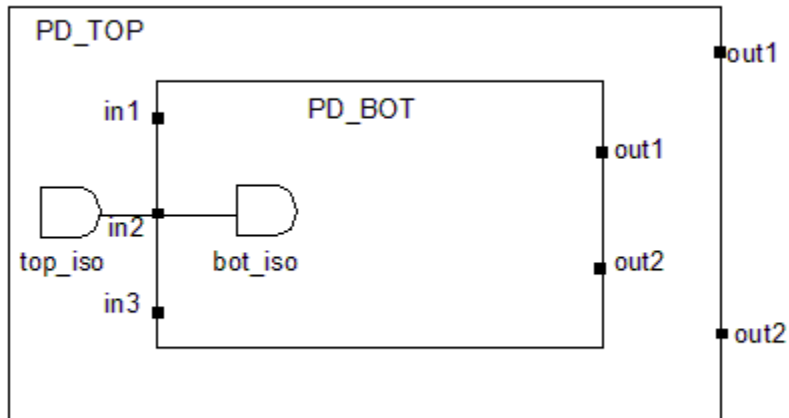 PD_TOP
out1
in1
PD_BOT
out1
in2
top_iso
bot_iso
out2
in3
out2